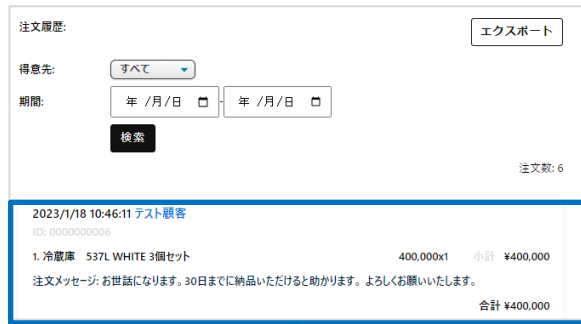 注文履歴:
エクスポート
得意先: すべて
期間: 年 /月/日 - 年 /月/日
検索
注文数: 6
2023/1/18 10:46:11 テスト顧客
ID: 0000000006
1. 冷蔵庫 537L WHITE 3個セット 400,000x1 小計 ¥400,000
注文メッセージ: お世話になります。30日までに納品いただけると助かります。 よろしくお願いいたします。
合計 ¥400,000